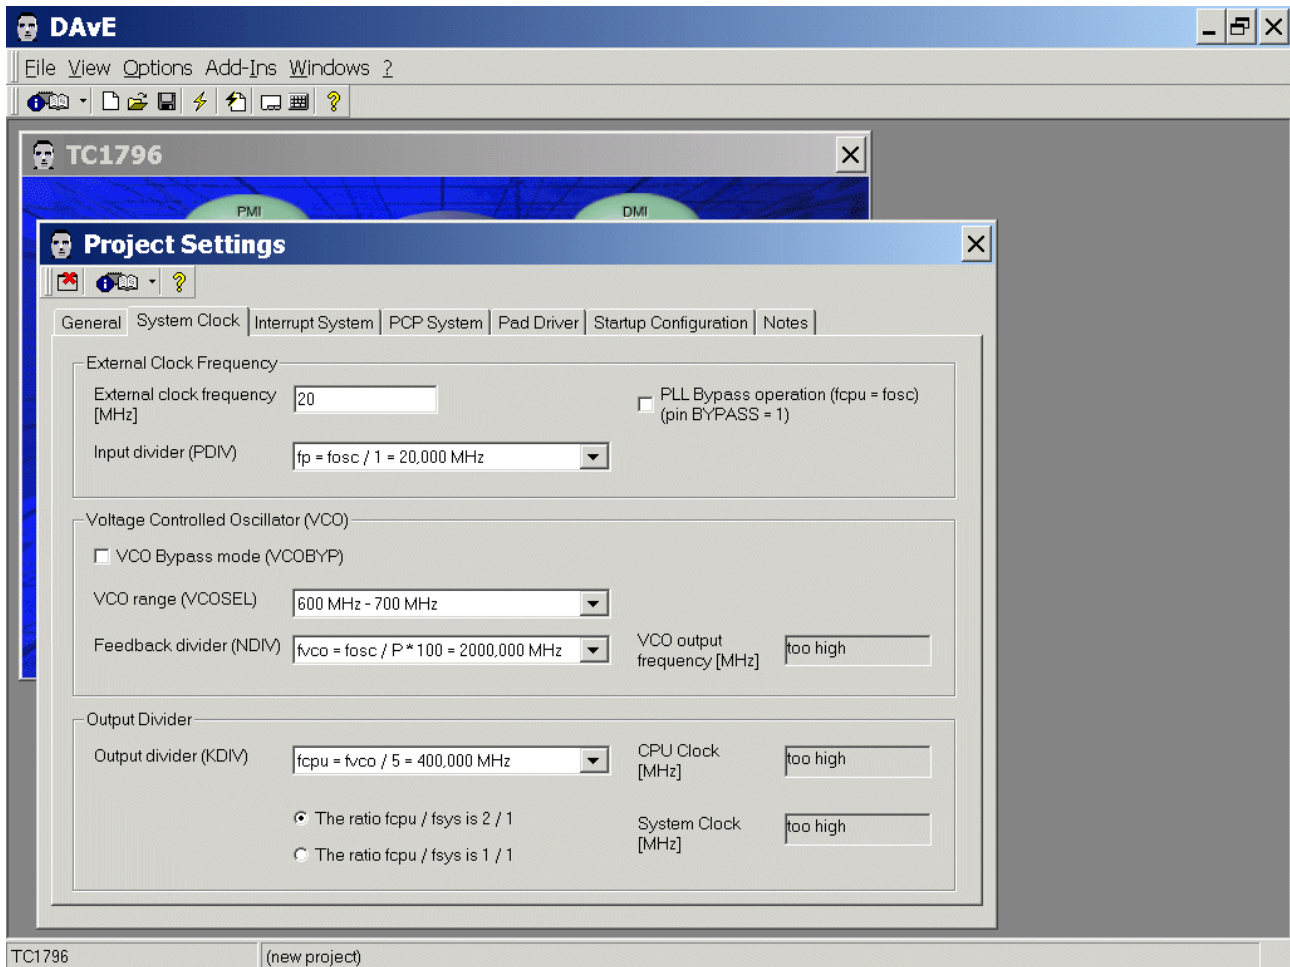 DAvE
File View Options Add-Ins Windows ?
TC1796
PMI DMI
Project Settings
General System Clock Interrupt System PCP System Pad Driver Startup Configuration Notes
External Clock Frequency
External clock frequency [MHz]
20
PLL Bypass operation (fcpu = fosc)
(pin BYPASS = 1)
Input divider (PDIV)
fp = fosc / 1 = 20,000 MHz
Voltage Controlled Oscillator (VCO)
VCO Bypass mode (VCOBYP)
VCO range (VCOSEL)
600 MHz - 700 MHz
Feedback divider (NDIV)
fvco = fosc / P * 100 = 2000,000 MHz
VCO output
frequency [MHz]
too high
Output Divider
Output divider (KDIV)
fcpu = fvco / 5 = 400,000 MHz
CPU Clock
[MHz]
too high
The ratio fcpu / fsys is 2 / 1
The ratio fcpu / fsys is 1 / 1
System Clock
[MHz]
too high
TC1796
(new project)